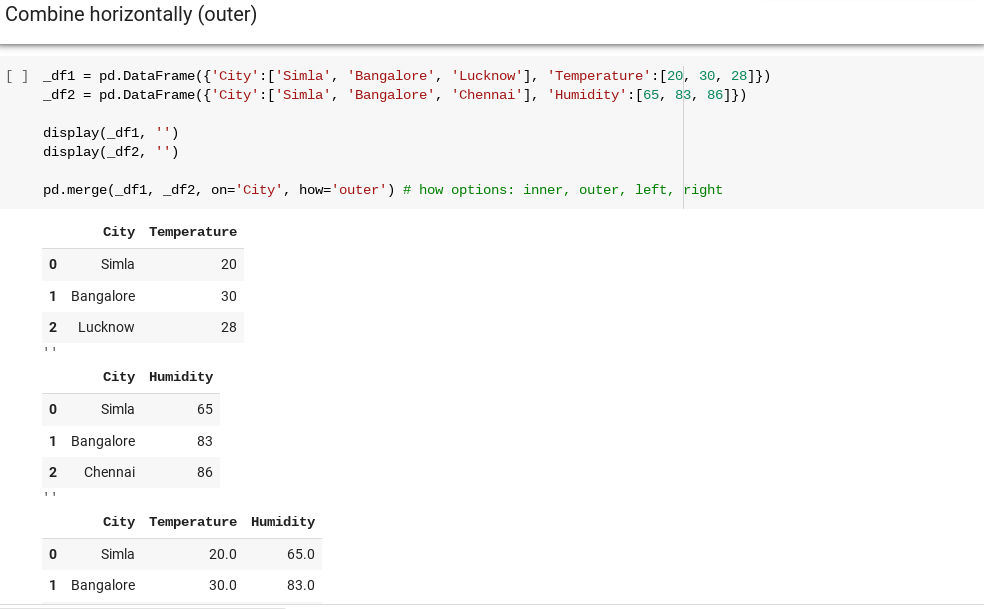 Combine horizontally (outer)
[ ] _df1 = pd.DataFrame({'City':['Simla', 'Bangalore', 'Lucknow'], 'Temperature':[20, 30, 28]})
_df2 = pd.DataFrame({'City':['Simla', 'Bangalore', 'Chennai'], 'Humidity':[65, 83, 86]})
display(_df1, '')
display(_df2, '')
pd.merge(_df1, _df2, on='City', how='outer') # how options: inner, outer, left, right
City Temperature
0 Simla 20
1 Bangalore 30
2 Lucknow 28
''
City Humidity
0 Simla 65
1 Bangalore 83
2 Chennai 86
''
City Temperature Humidity
0 Simla 20.0 65.0
1 Bangalore 30.0 83.0